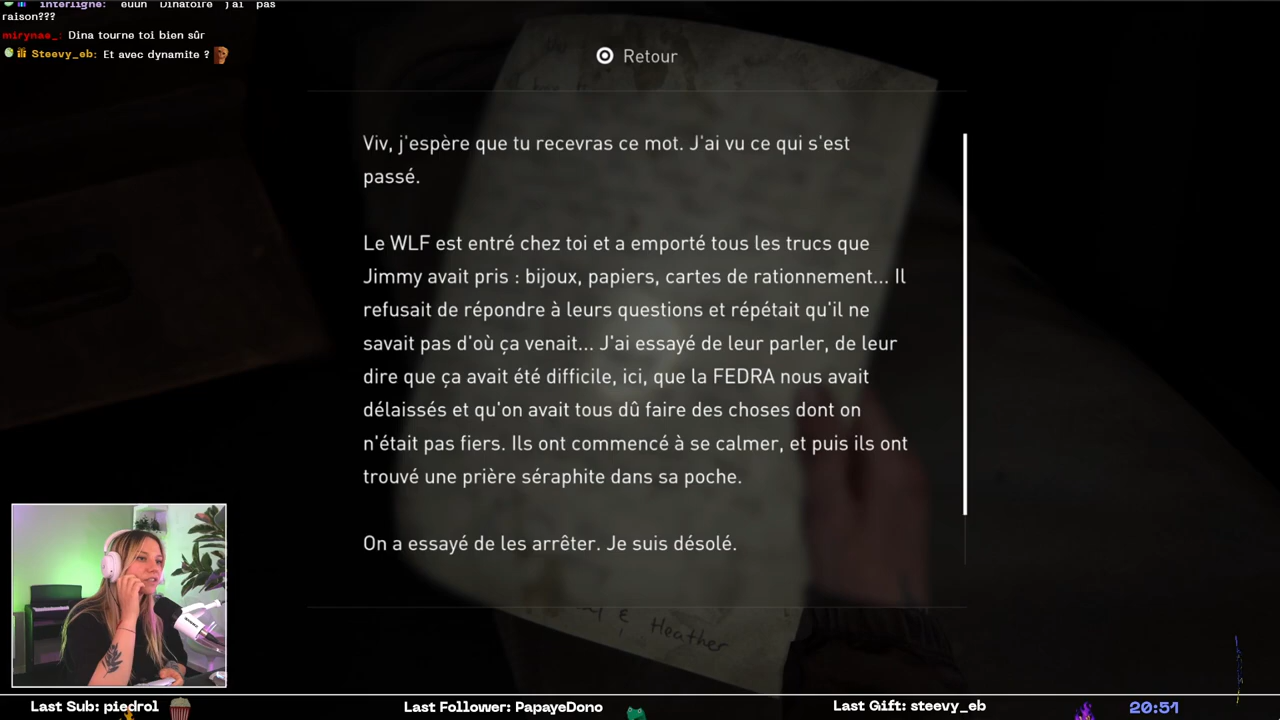 interligne: euuh Dinatoire j'ai pas
raison???
mirynae_: Dina tourne toi bien sûr
Steevy_eb: Et avec dynamite ?
Retour
Viv, j'espère que tu recevras ce mot. J'ai vu ce qui s'est
passé.
Le WLF est entré chez toi et a emporté tous les trucs que
Jimmy avait pris : bijoux, papiers, cartes de rationnement... Il
refusait de répondre à leurs questions et répétait qu'il ne
savait pas d'où ça venait... J'ai essayé de leur parler, de leur
dire que ça avait été difficile, ici, que la FEDRA nous avait
délaissés et qu'on avait tous dû faire des choses dont on
n'était pas fiers. Ils ont commencé à se calmer, et puis ils ont
trouvé une prière séraphite dans sa poche.
On a essayé de les arrêter. Je suis désolé.
& Heather
Last Sub: piedrol
Last Follower: PapayeDono
Last Gift: steevy_eb
20:51